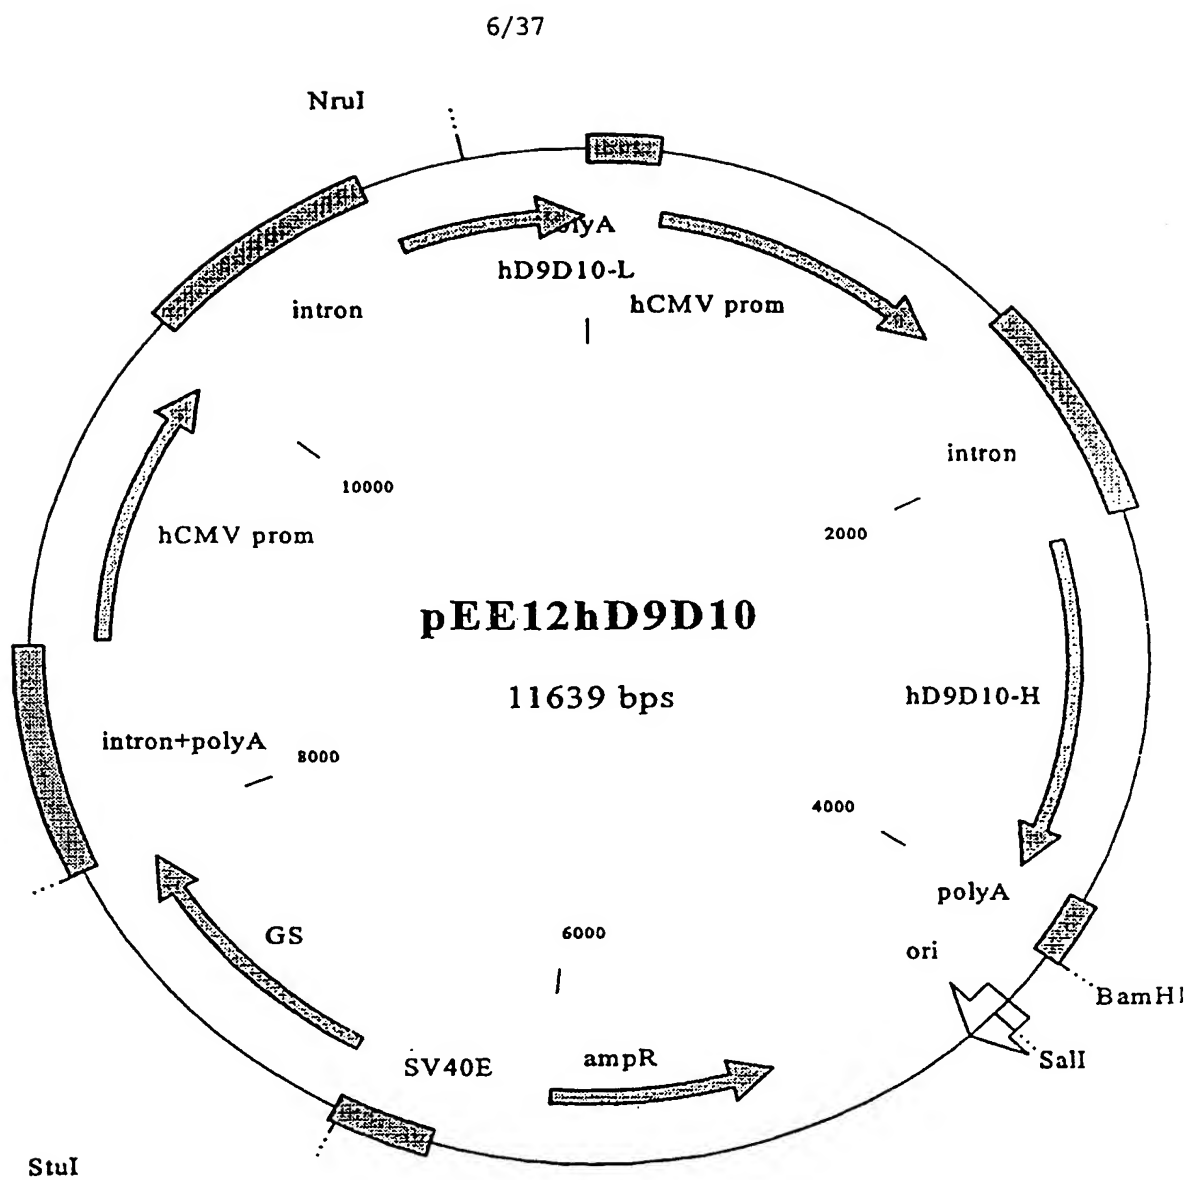 6/37
NruI
polyA
hD9D10-L
intron
hCMV prom
intron
10000
2000
hCMV prom
pEE12hD9D10
11639 bps
hD9D10-H
intron+polyA
8000
4000
polyA
GS
6000
ori
BamHI
SV40E
ampR
SalI
StuI